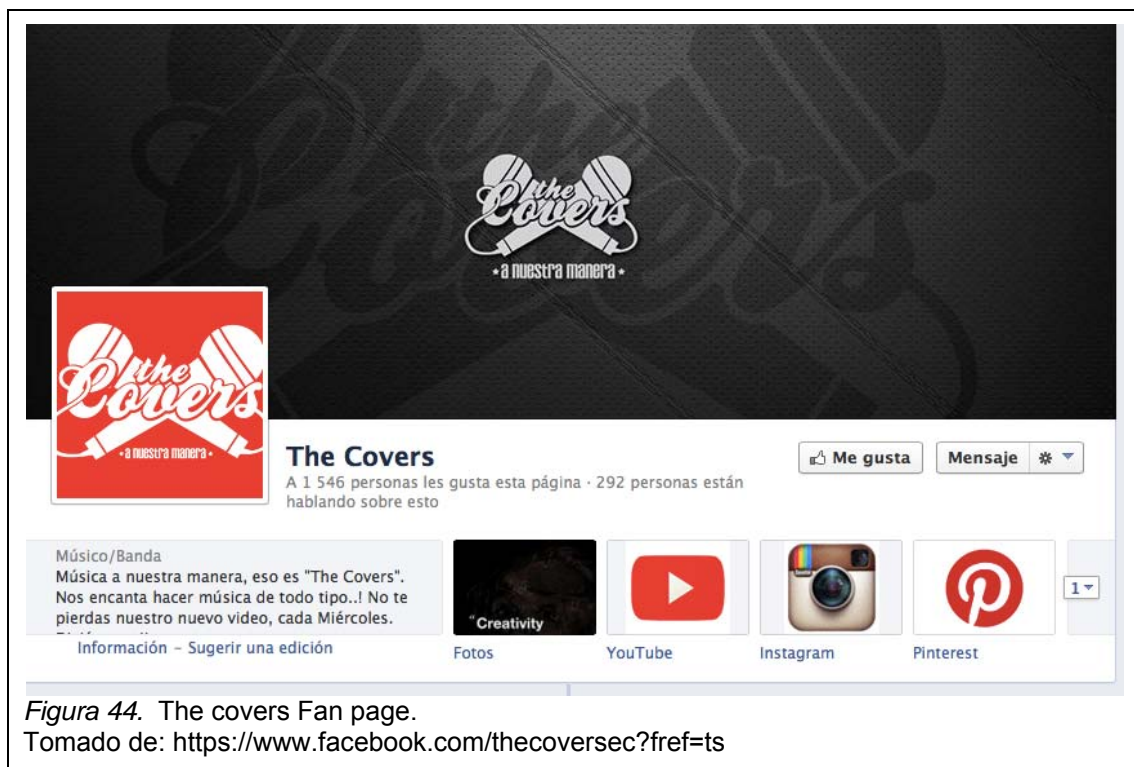 the
Covers
the
Covers
• a nuestra manera •
the
Covers
• a nuestra manera •
The Covers
A 1 546 personas les gusta esta página · 292 personas están
hablando sobre esto
Me gusta
Mensaje
Músico/Banda
Música a nuestra manera, eso es "The Covers".
Nos encanta hacer música de todo tipo..! No te
pierdas nuestro nuevo video, cada Miércoles.
Información – Sugerir una edición
"Creativity
Fotos
YouTube
Instagram
Pinterest
1
Figura 44. The covers Fan page.
Tomado de: https://www.facebook.com/thecoversec?fref=ts